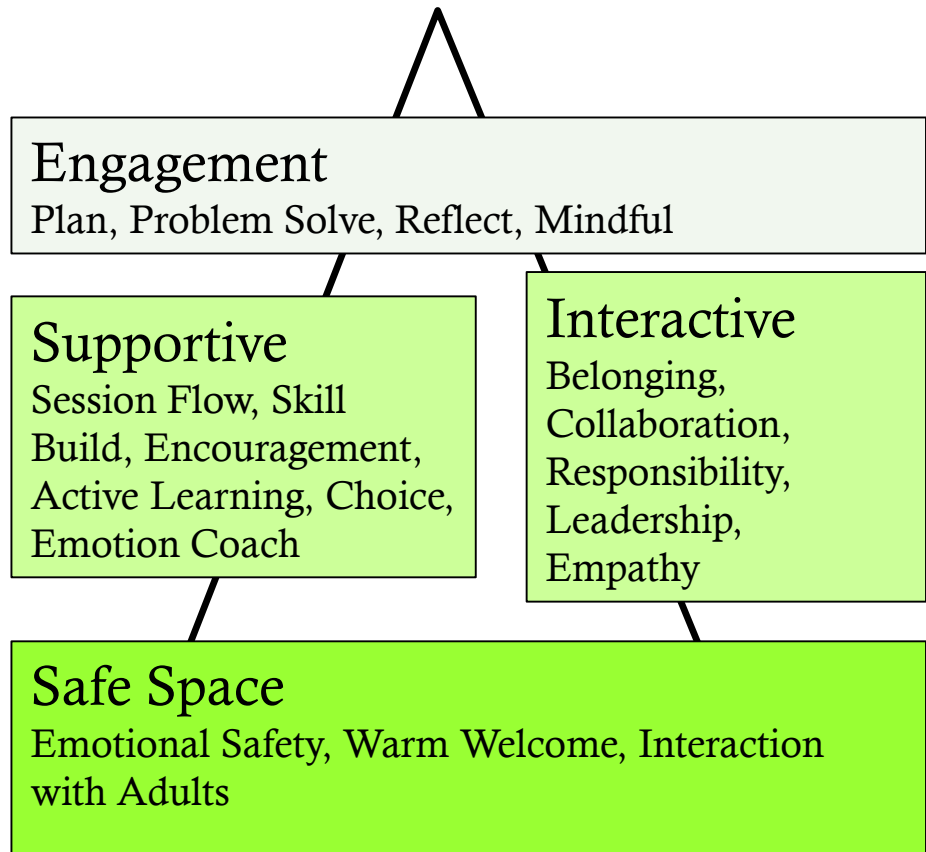 Engagement
Plan, Problem Solve, Reflect, Mindful
Supportive
Session Flow, Skill
Build, Encouragement,
Active Learning, Choice,
Emotion Coach
Interactive
Belonging,
Collaboration,
Responsibility,
Leadership,
Empathy
Safe Space
Emotional Safety, Warm Welcome, Interaction
with Adults